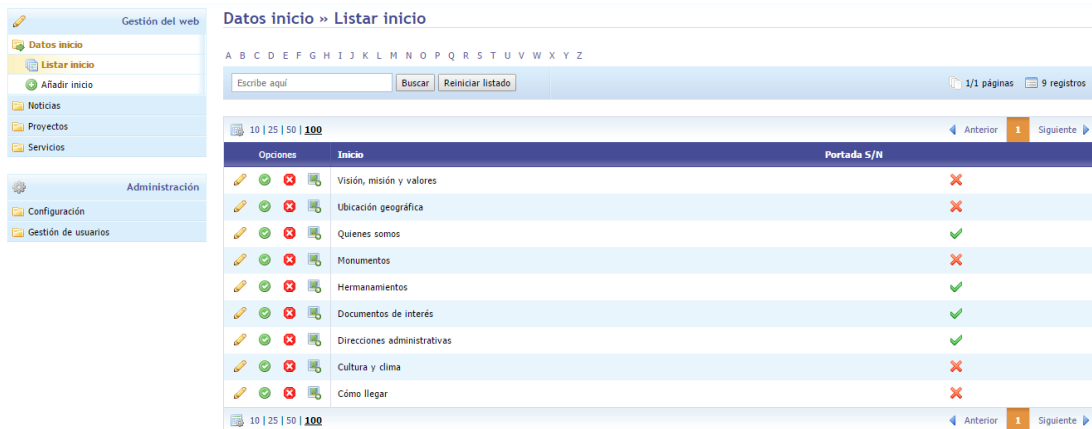 Gestión del web
Datos inicio
Listar inicio
Añadir inicio
Noticias
Proyectos
Servicios
Administración
Configuración
Gestión de usuarios
Datos inicio » Listar inicio
A B C D E F G H I J K L M N O P Q R S T U V W X Y Z
Escribe aquí Buscar Reiniciar listado 1/1 páginas 9 registros
10 | 25 | 50 | 100 Anterior 1 Siguiente
Opciones Inicio Portada S/N
Visión, misión y valores
Ubicación geográfica
Quienes somos
Monumentos
Hermanamientos
Documentos de interés
Direcciones administrativas
Cultura y clima
Cómo llegar
10 | 25 | 50 | 100 Anterior 1 Siguiente